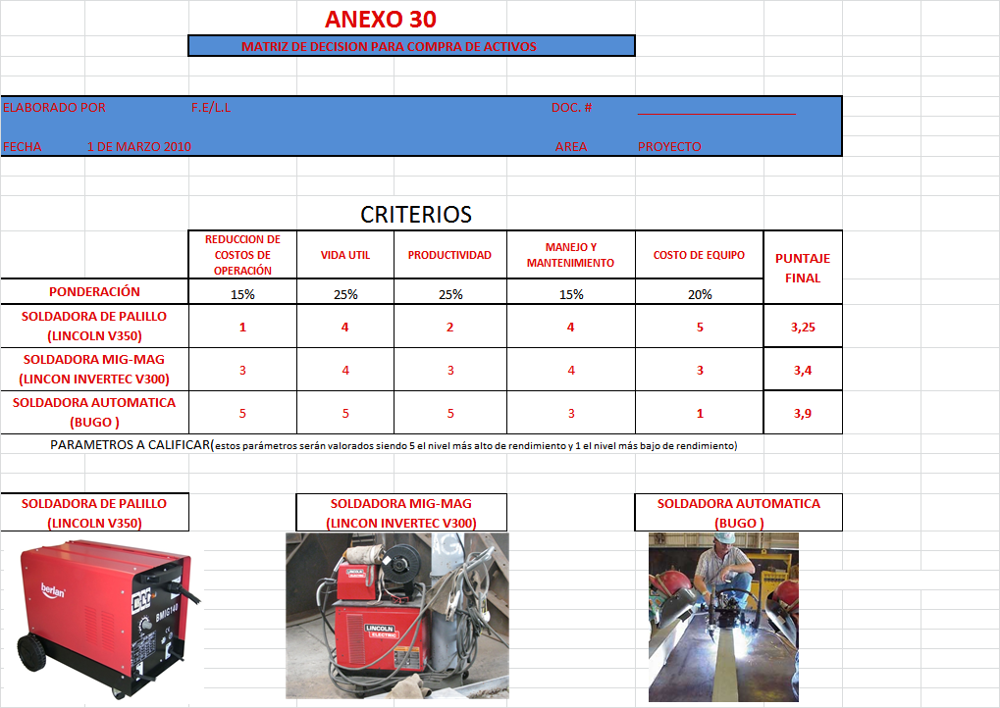 ANEXO 30
MATRIZ DE DECISION PARA COMPRA DE ACTIVOS
ELABORADO POR F.E/L.L DOC. #
FECHA 1 DE MARZO 2010 AREA PROYECTO
CRITERIOS
REDUCCION DE
COSTOS DE
OPERACIÓN
VIDA UTIL
PRODUCTIVIDAD
MANEJO Y
MANTENIMIENTO
COSTO DE EQUIPO
PUNTAJE
FINAL
PONDERACIÓN 15% 25% 25% 15% 20%
SOLDADORA DE PALILLO
(LINCOLN V350)
1 4 2 4 5 3,25
SOLDADORA MIG-MAG
(LINCON INVERTEC V300)
3 4 3 4 3 3,4
SOLDADORA AUTOMATICA
(BUGO )
5 5 5 3 1 3,9
PARAMETROS A CALIFICAR(estos parámetros serán valorados siendo 5 el nivel más alto de rendimiento y 1 el nivel más bajo de rendimiento)
SOLDADORA DE PALILLO
(LINCOLN V350)
SOLDADORA MIG-MAG
(LINCON INVERTEC V300)
SOLDADORA AUTOMATICA
(BUGO )
berlan
BMIG140
LINCOLN
ELECTRIC